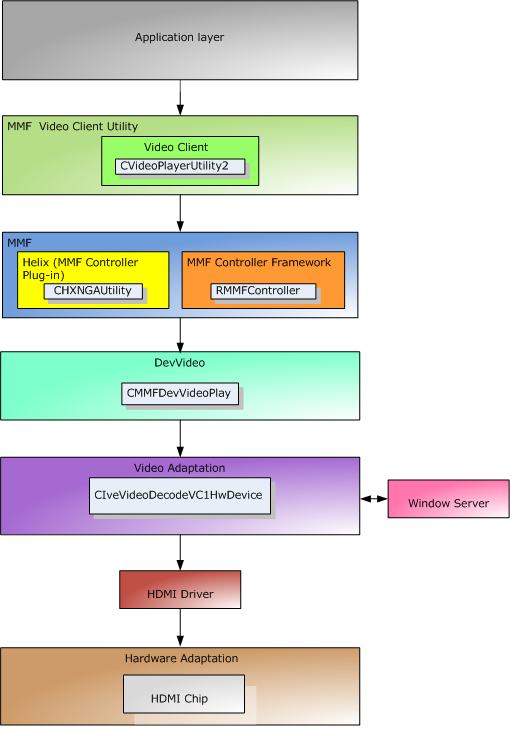 Application layer
MMF  Video Client Utility
Video Client
CVideoPlayerUtility2
MMF
Helix (MMF Controller
Plug-in)
CHXNGAUtility
MMF Controller Framework
RMMFController
DevVideo
CMMFDevVideoPlay
Video Adaptation
CIveVideoDecodeVC1HwDevice
Window Server
HDMI Driver
Hardware Adaptation
HDMI Chip